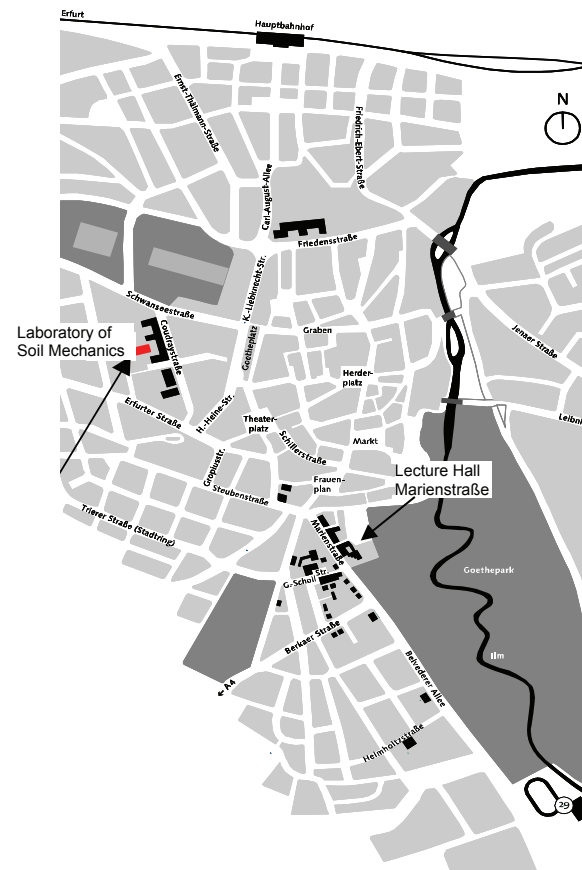 Erfurt
Hauptbahnhof
N
Ernst-Thälmann-Straße
Friedrich-Ebert-Straße
Carl-August-Allee
Friedensstraße
K.-Liebknecht-Str.
Schwanseestraße
Goetheplatz
Graben
Coudraystraße
Jenaer Straße
Laboratory of
Soil Mechanics
Herder-
platz
Erfurter Straße
H.-Heine-Str.
Theater-
platz
Schillerstraße
Markt
Leibni
Gropiusstr.
Lecture Hall
Marienstraße
Steubenstraße
Frauen-
plan
Trierer Straße (Stadtring)
Marienstraße
Goethepark
G.-Scholl
Str.
Berkaer Straße
Ilm
Belvederer Allee
← A4
Helmholtzstraße
29